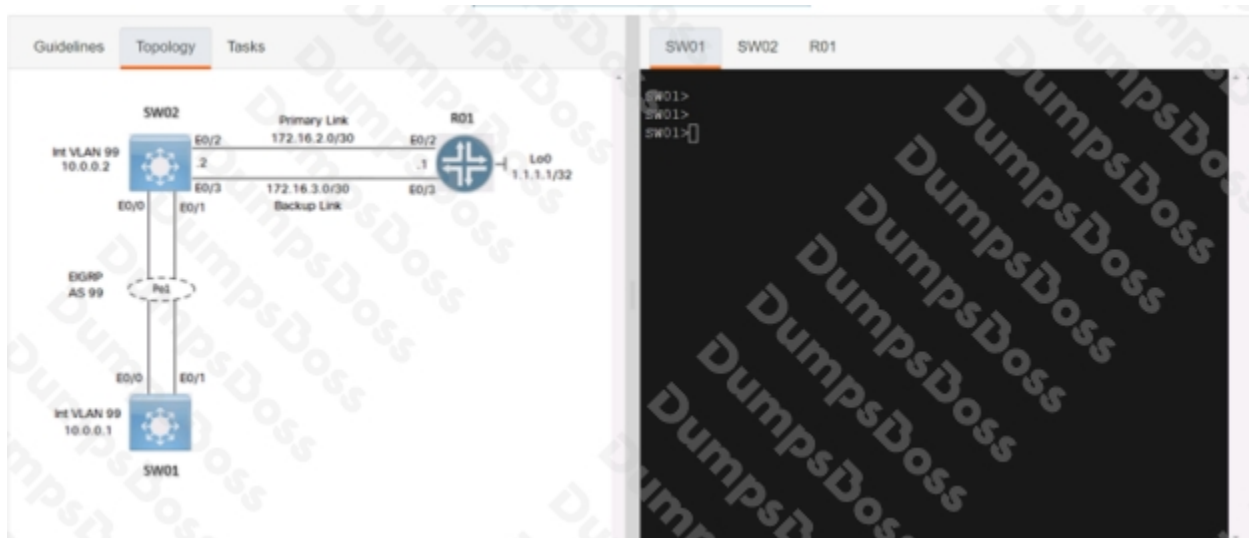 Guidelines Topology Tasks
SW01 SW02 R01
SW02
Primary Link
172.16.2.0/30
R01
E0/2
E0/2
Int VLAN 99
10.0.0.2
.2
.1
Lo0
1.1.1.1/32
E0/3
172.16.3.0/30
E0/3
Backup Link
E0/0
E0/1
EIGRP
AS 99
Po1
E0/0
E0/1
Int VLAN 99
10.0.0.1
SW01
SW01>
SW01>
SW01>
DumpsDoss